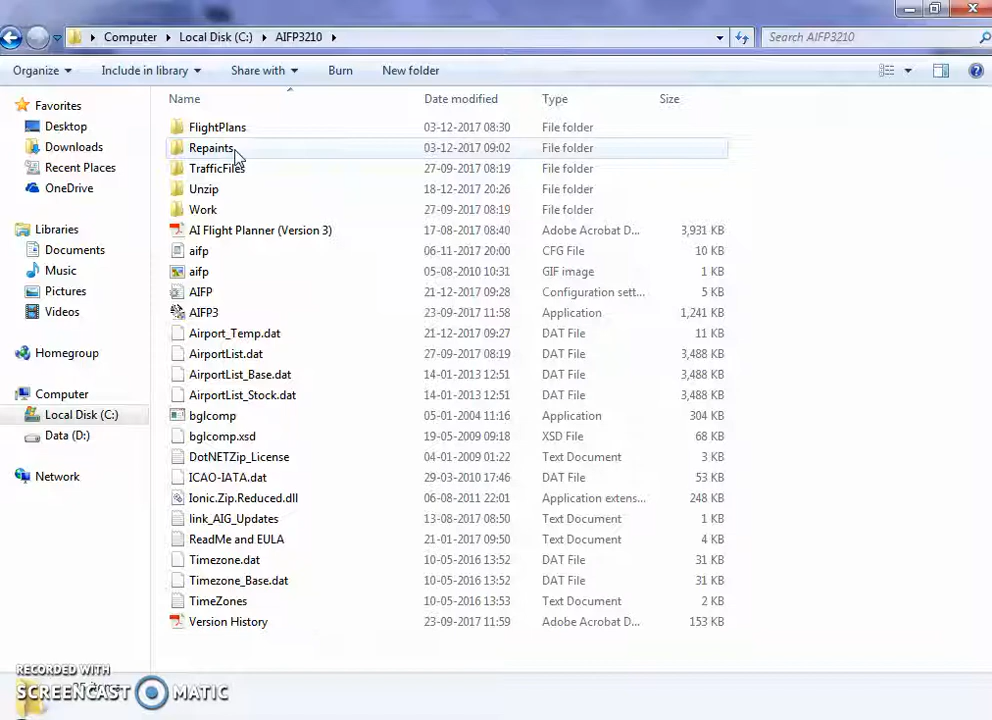 Computer Local Disk (C:) AIFP3210 Search AIFP3210
Organize Include in library Share with Burn New folder
Favorites
Desktop
Downloads
Recent Places
OneDrive
Libraries
Documents
Music
Pictures
Videos
Homegroup
Computer
Local Disk (C:)
Data (D:)
Network
Name Date modified Type Size
FlightPlans 03-12-2017 08:30 File folder
Repaints 03-12-2017 09:02 File folder
TrafficFiles 27-09-2017 08:19 File folder
Unzip 18-12-2017 20:26 File folder
Work 27-09-2017 08:19 File folder
AI Flight Planner (Version 3) 17-08-2017 08:40 Adobe Acrobat D... 3,931 KB
aifp 06-11-2017 20:00 CFG File 10 KB
aifp 05-08-2010 10:31 GIF image 1 KB
AIFP 21-12-2017 09:28 Configuration sett... 5 KB
AIFP3 23-09-2017 11:58 Application 1,241 KB
Airport_Temp.dat 21-12-2017 09:27 DAT File 11 KB
AirportList.dat 27-09-2017 08:19 DAT File 3,488 KB
AirportList_Base.dat 14-01-2013 12:51 DAT File 3,488 KB
AirportList_Stock.dat 14-01-2013 12:51 DAT File 3,488 KB
bglcomp 05-01-2004 11:16 Application 304 KB
bglcomp.xsd 19-05-2009 09:18 XSD File 68 KB
DotNETZip_License 04-01-2009 01:22 Text Document 3 KB
ICAO-IATA.dat 29-03-2010 17:46 DAT File 53 KB
Ionic.Zip.Reduced.dll 06-08-2011 22:01 Application extens... 248 KB
link_AIG_Updates 13-08-2017 08:50 Text Document 1 KB
ReadMe and EULA 21-01-2017 09:50 Text Document 4 KB
Timezone.dat 10-05-2016 13:52 DAT File 31 KB
Timezone_Base.dat 10-05-2016 13:52 DAT File 31 KB
TimeZones 10-05-2016 13:53 Text Document 2 KB
Version History 23-09-2017 11:59 Adobe Acrobat D... 153 KB
RECORDED WITH
SCREENCAST MATIC